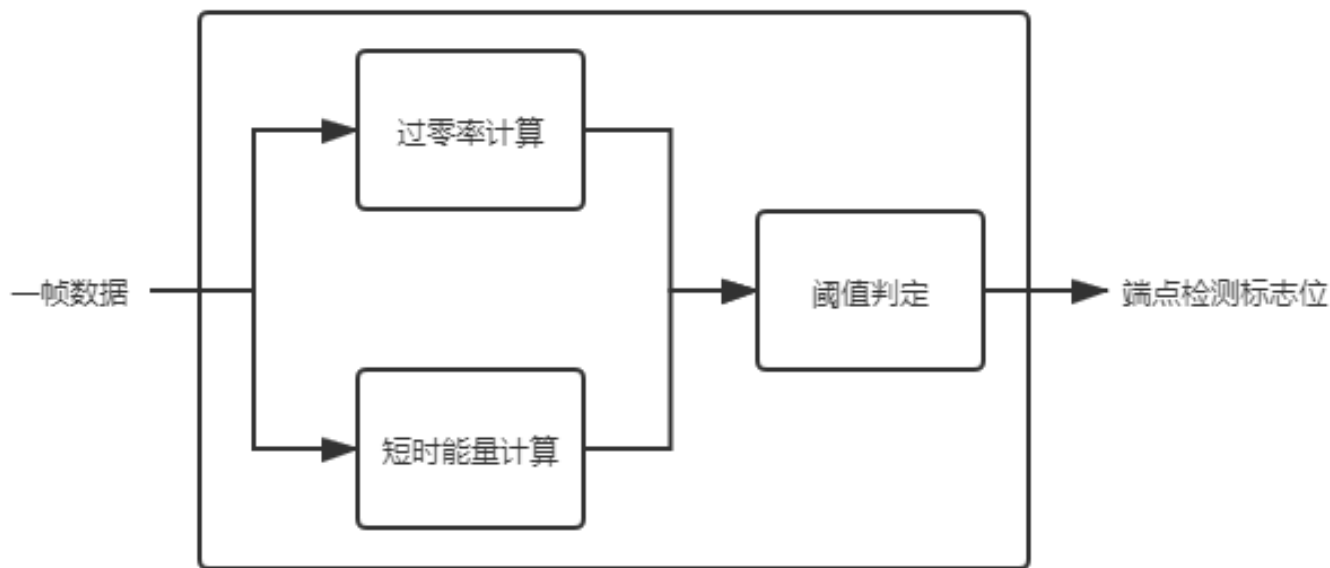 过零率计算
一帧数据
阈值判定
端点检测标志位
短时能量计算